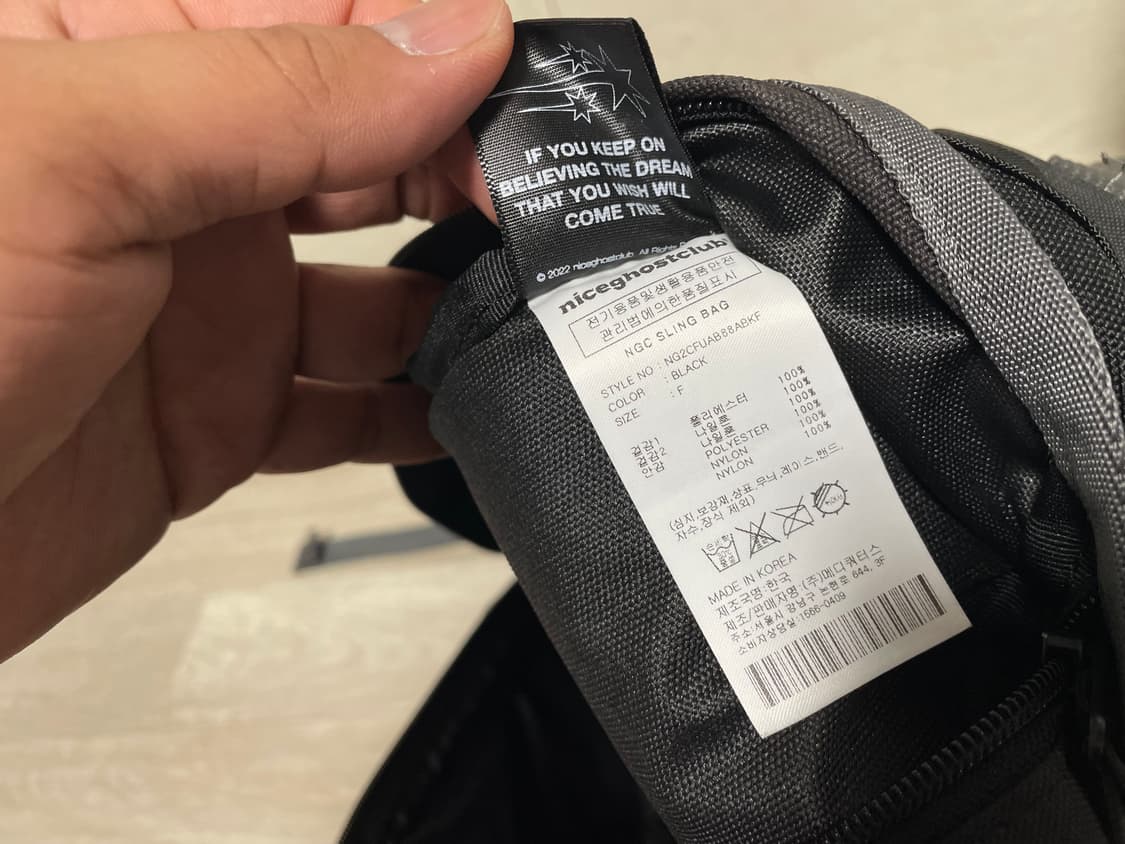 IF YOU KEEP ON
BELIEVING THE DREAM
THAT YOU WISH WILL
COME TRUE
© 2022 niceghostclub. All Rights
niceghostclub
전기용품및생활용품안전
관리법에의한품질표시
NGC SLING BAG
STYLE NO : NG2CFUAB88ABKF
COLOR : BLACK
SIZE : F
겉감1 폴리에스터 100%
겉감2 나일론 100%
안감 나일론 100%
POLYESTER 100%
NYLON 100%
NYLON 100%
(심지,보강재,상표,무늬,레이스,밴드,
자수,장식 제외)
MADE IN KOREA
제조국명:한국
제조/판매자명:(주)메디쿼터스
주소:서울시 강남구 논현로 644, 3F
소비자상담실:1566-0409